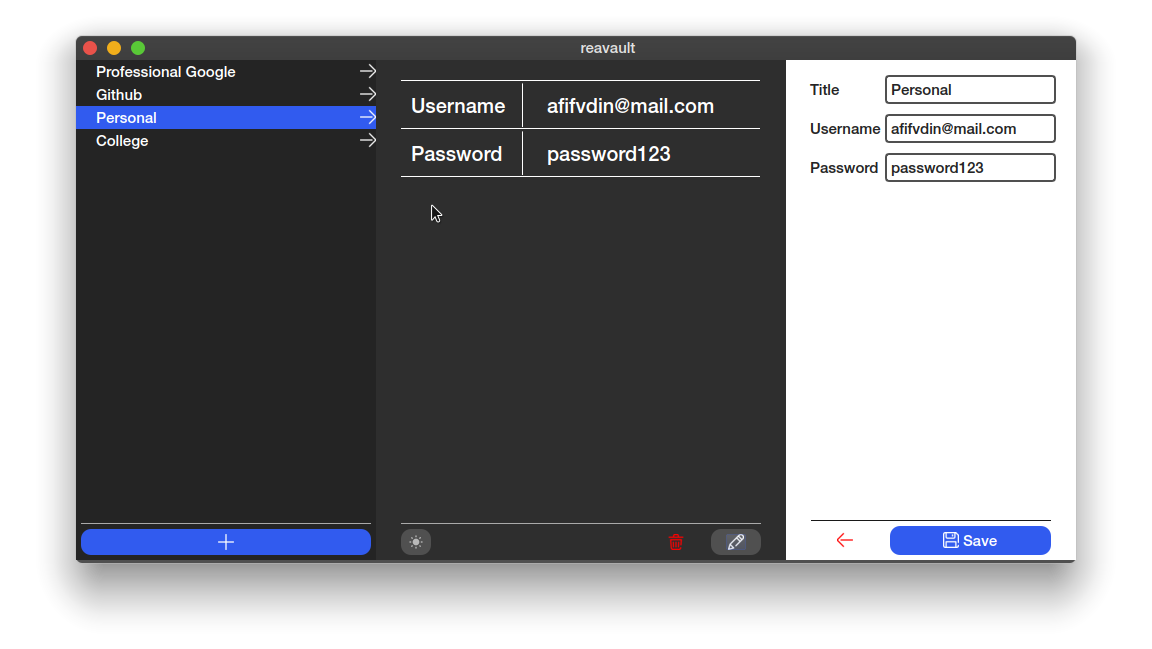 reavault
Professional Google
Github
Personal
College
Username afifvdin@mail.com
Password password123
Title Personal
Username afifvdin@mail.com
Password password123
Save